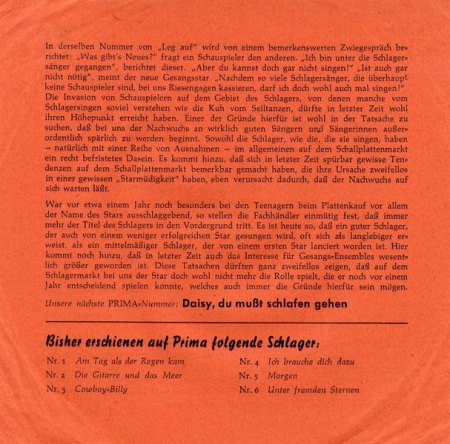 In derselben Nummer von „Leg auf" wird von einem bemerkenswerten Zwiegespräch be-
richtet: „Was gibt's Neues?" fragt ein Schauspieler den anderen. „Ich bin unter die Schlager-
sänger gegangen", berichtet dieser. „Aber du kannst doch gar nicht singen!" „Ist auch gar
nicht nötig", meint der neue Gesangsstar. „Nachdem so viele Schlagersänger, die überhaupt
keine Schauspieler sind, bei uns Riesengagen kassieren, darf ich doch wohl auch mal singen!"
Die Invasion von Schauspielern auf dem Gebiet des Schlagers, von denen manche vom
Schlagersingen soviel verstehen wie die Kuh vom Seiltanzen, dürfte in letzter Zeit wohl
ihren Höhepunkt erreicht haben. Einer der Gründe hierfür ist wohl in der Tatsache zu
suchen, daß bei uns der Nachwuchs an wirklich guten Sängern und Sängerinnen außer-
ordentlich spärlich zu werden beginnt. Sowohl die Schlager, wie die, die sie singen, haben
– natürlich mit einer Reihe von Ausnahmen – im allgemeinen auf dem Schallplattenmarkt
ein recht befristetes Dasein. Es kommt hinzu, daß sich in letzter Zeit spürbar gewisse Ten-
denzen auf dem Schallplattenmarkt bemerkbar gemacht haben, die ihre Ursache zweifellos
in einer gewissen „Starmüdigkeit" haben, eben verursacht dadurch, daß der Nachwuchs auf
sich warten läßt.
War vor etwa einem Jahr noch besonders bei den Teenagern beim Plattenkauf vor allem
der Name des Stars ausschlaggebend, so stellen die Fachhändler einmütig fest, daß immer
mehr der Titel des Schlagers in den Vordergrund tritt. Es ist heute so, daß ein guter Schlager,
der auch von einem weniger erfolgreichen Star gesungen wird, oft sich als langlebiger er-
weist, als ein mittelmäßiger Schlager, der von einem ersten Star lanciert worden ist. Hier
kommt noch hinzu, daß in letzter Zeit auch das Interesse für Gesangs-Ensembles wesent-
lich größer geworden ist. Diese Tatsachen dürften ganz zweifellos zeigen, daß auf dem
Schlagermarkt bei uns der Star doch wohl nicht mehr die Rolle spielt, die er noch vor einem
Jahr entscheidend spielen konnte, welches auch immer die Gründe hierfür sein mögen.
Unsere nächste PRIMA-Nummer: Daisy, du mußt schlafen gehen
Bisher erschienen auf Prima folgende Schlager:
Nr. 1 Am Tag als der Regen kam
Nr. 2 Die Gitarre und das Meer
Nr. 3 Cowboy-Billy
Nr. 4 Ich brauche dich dazu
Nr. 5 Morgen
Nr. 6 Unter fremden Sternen